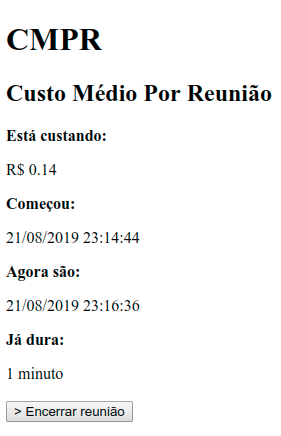 CMPR
Custo Médio Por Reunião
Está custando:
R$ 0.14
Começou:
21/08/2019 23:14:44
Agora são:
21/08/2019 23:16:36
Já dura:
1 minuto
> Encerrar reunião